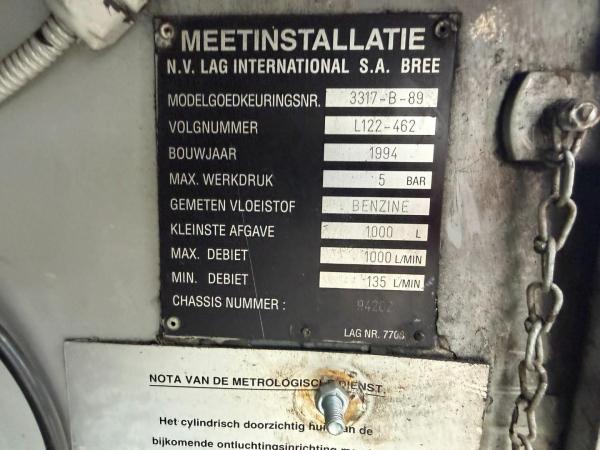 MEETINSTALLATIE
N.V. LAG INTERNATIONAL S.A. BREE
MODELGOEDKEURINGSNR. 3317-B-89
VOLGNUMMER L122-462
BOUWJAAR 1994
MAX. WERKDRUK 5 BAR
GEMETEN VLOEISTOF BENZINE
KLEINSTE AFGAVE 1000 L
MAX. DEBIET 1000 L/MIN
MIN. DEBIET 135 L/MIN
CHASSIS NUMMER :
LAG NR.
NOTA VAN DE METROLOGISCHE DIENST
Het cylindrisch doorzichtig de
bijkomende ontluchtingsinrichting